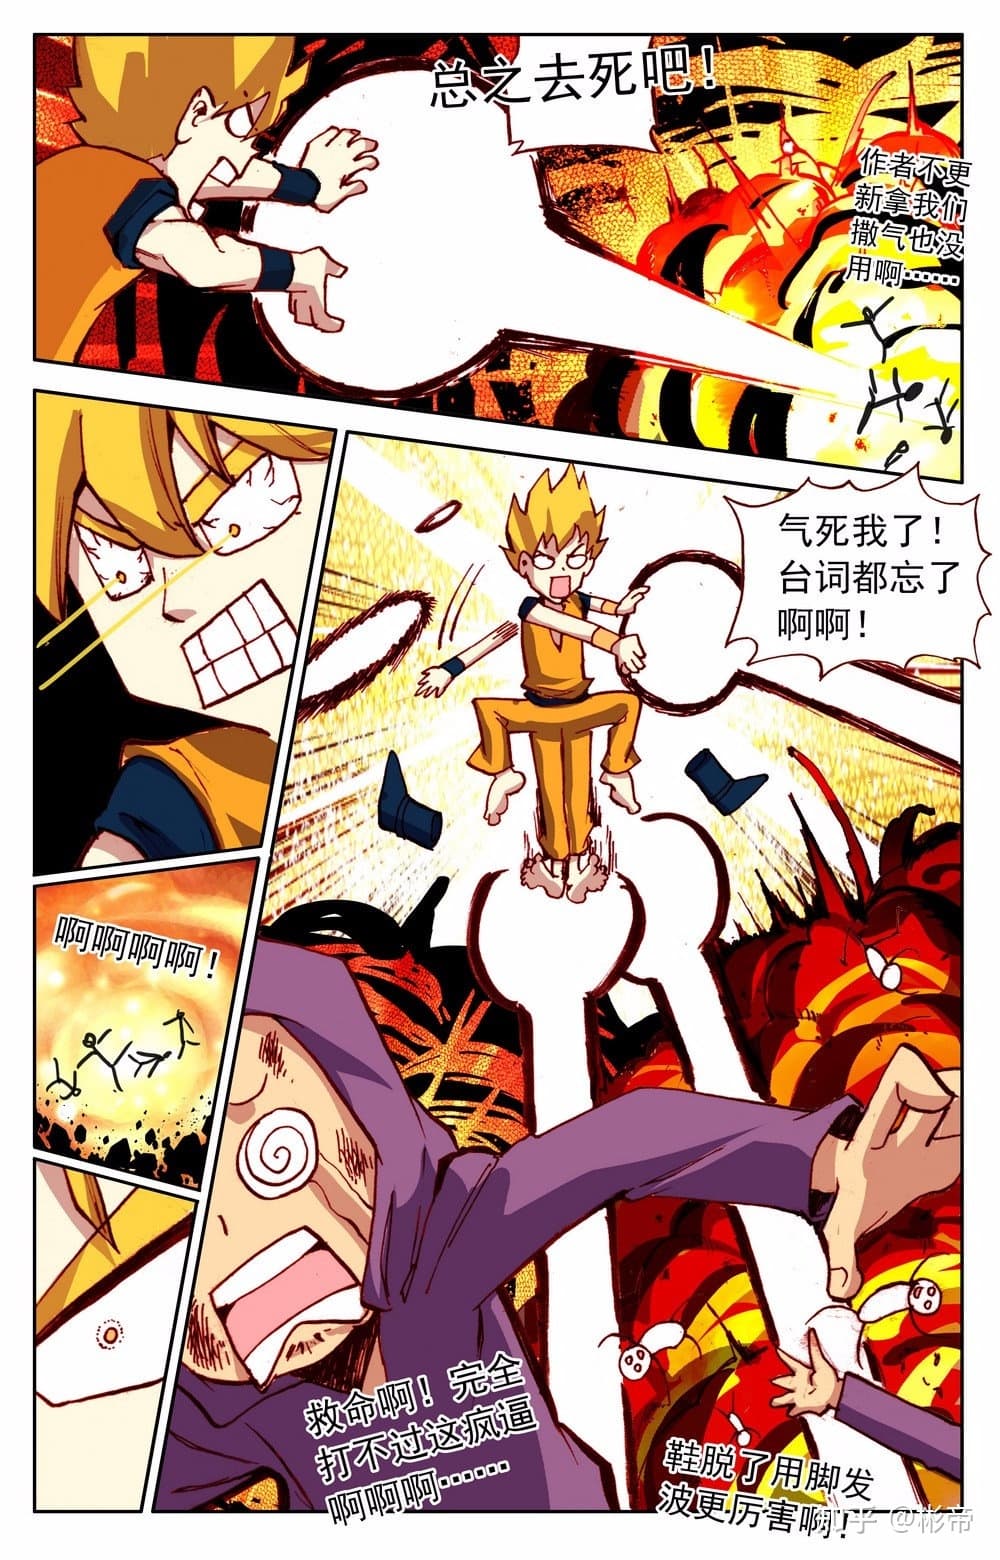 总之去死吧！
作者不更
新拿我们
撒气也没
用啊……
气死我了！
台词都忘了
啊啊！
啊啊啊啊！
救命啊！完全
打不过这疯逼
啊啊啊……
鞋脱了用脚发
波更厉害啊！
知乎 @彬帝